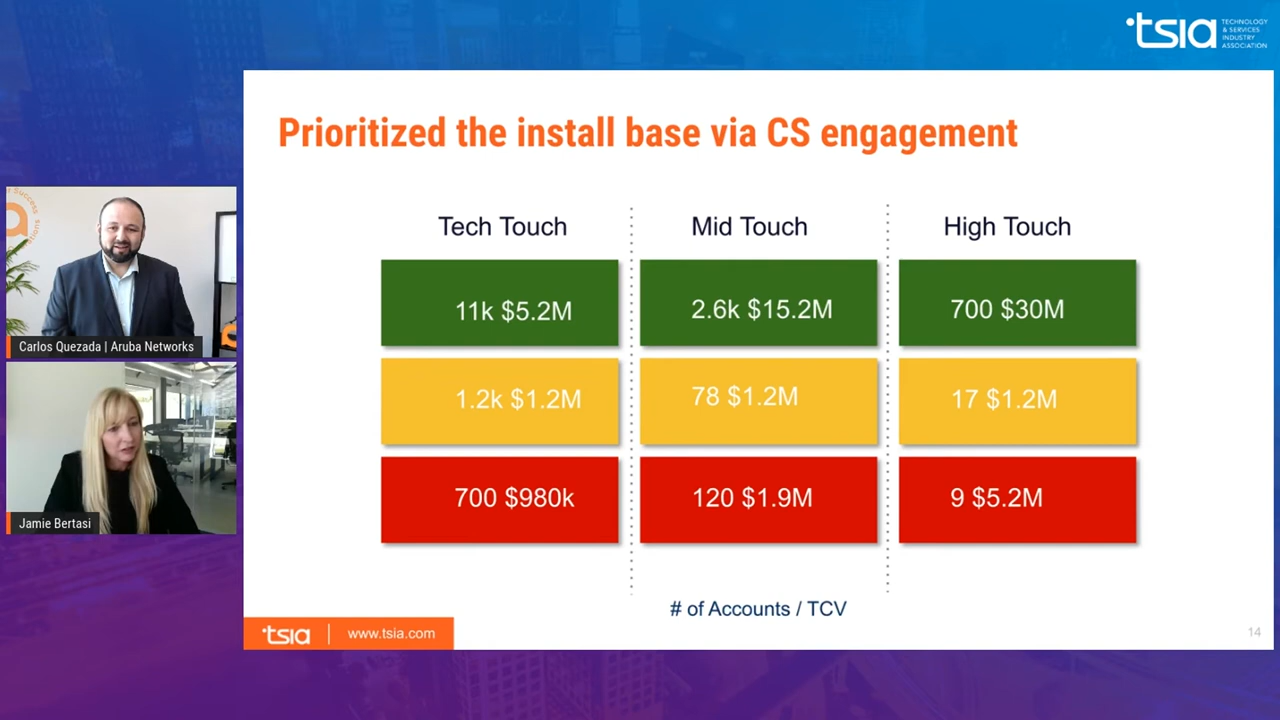 tsia
TECHNOLOGY
& SERVICES
INDUSTRY
ASSOCIATION
Prioritized the install base via CS engagement
Tech Touch
Mid Touch
High Touch
11k $5.2M
2.6k $15.2M
700 $30M
1.2k $1.2M
78 $1.2M
17 $1.2M
700 $980k
120 $1.9M
9 $5.2M
# of Accounts / TCV
tsia
www.tsia.com
14
Success
Carlos Quezada | Aruba Networks
Jamie Bertasi